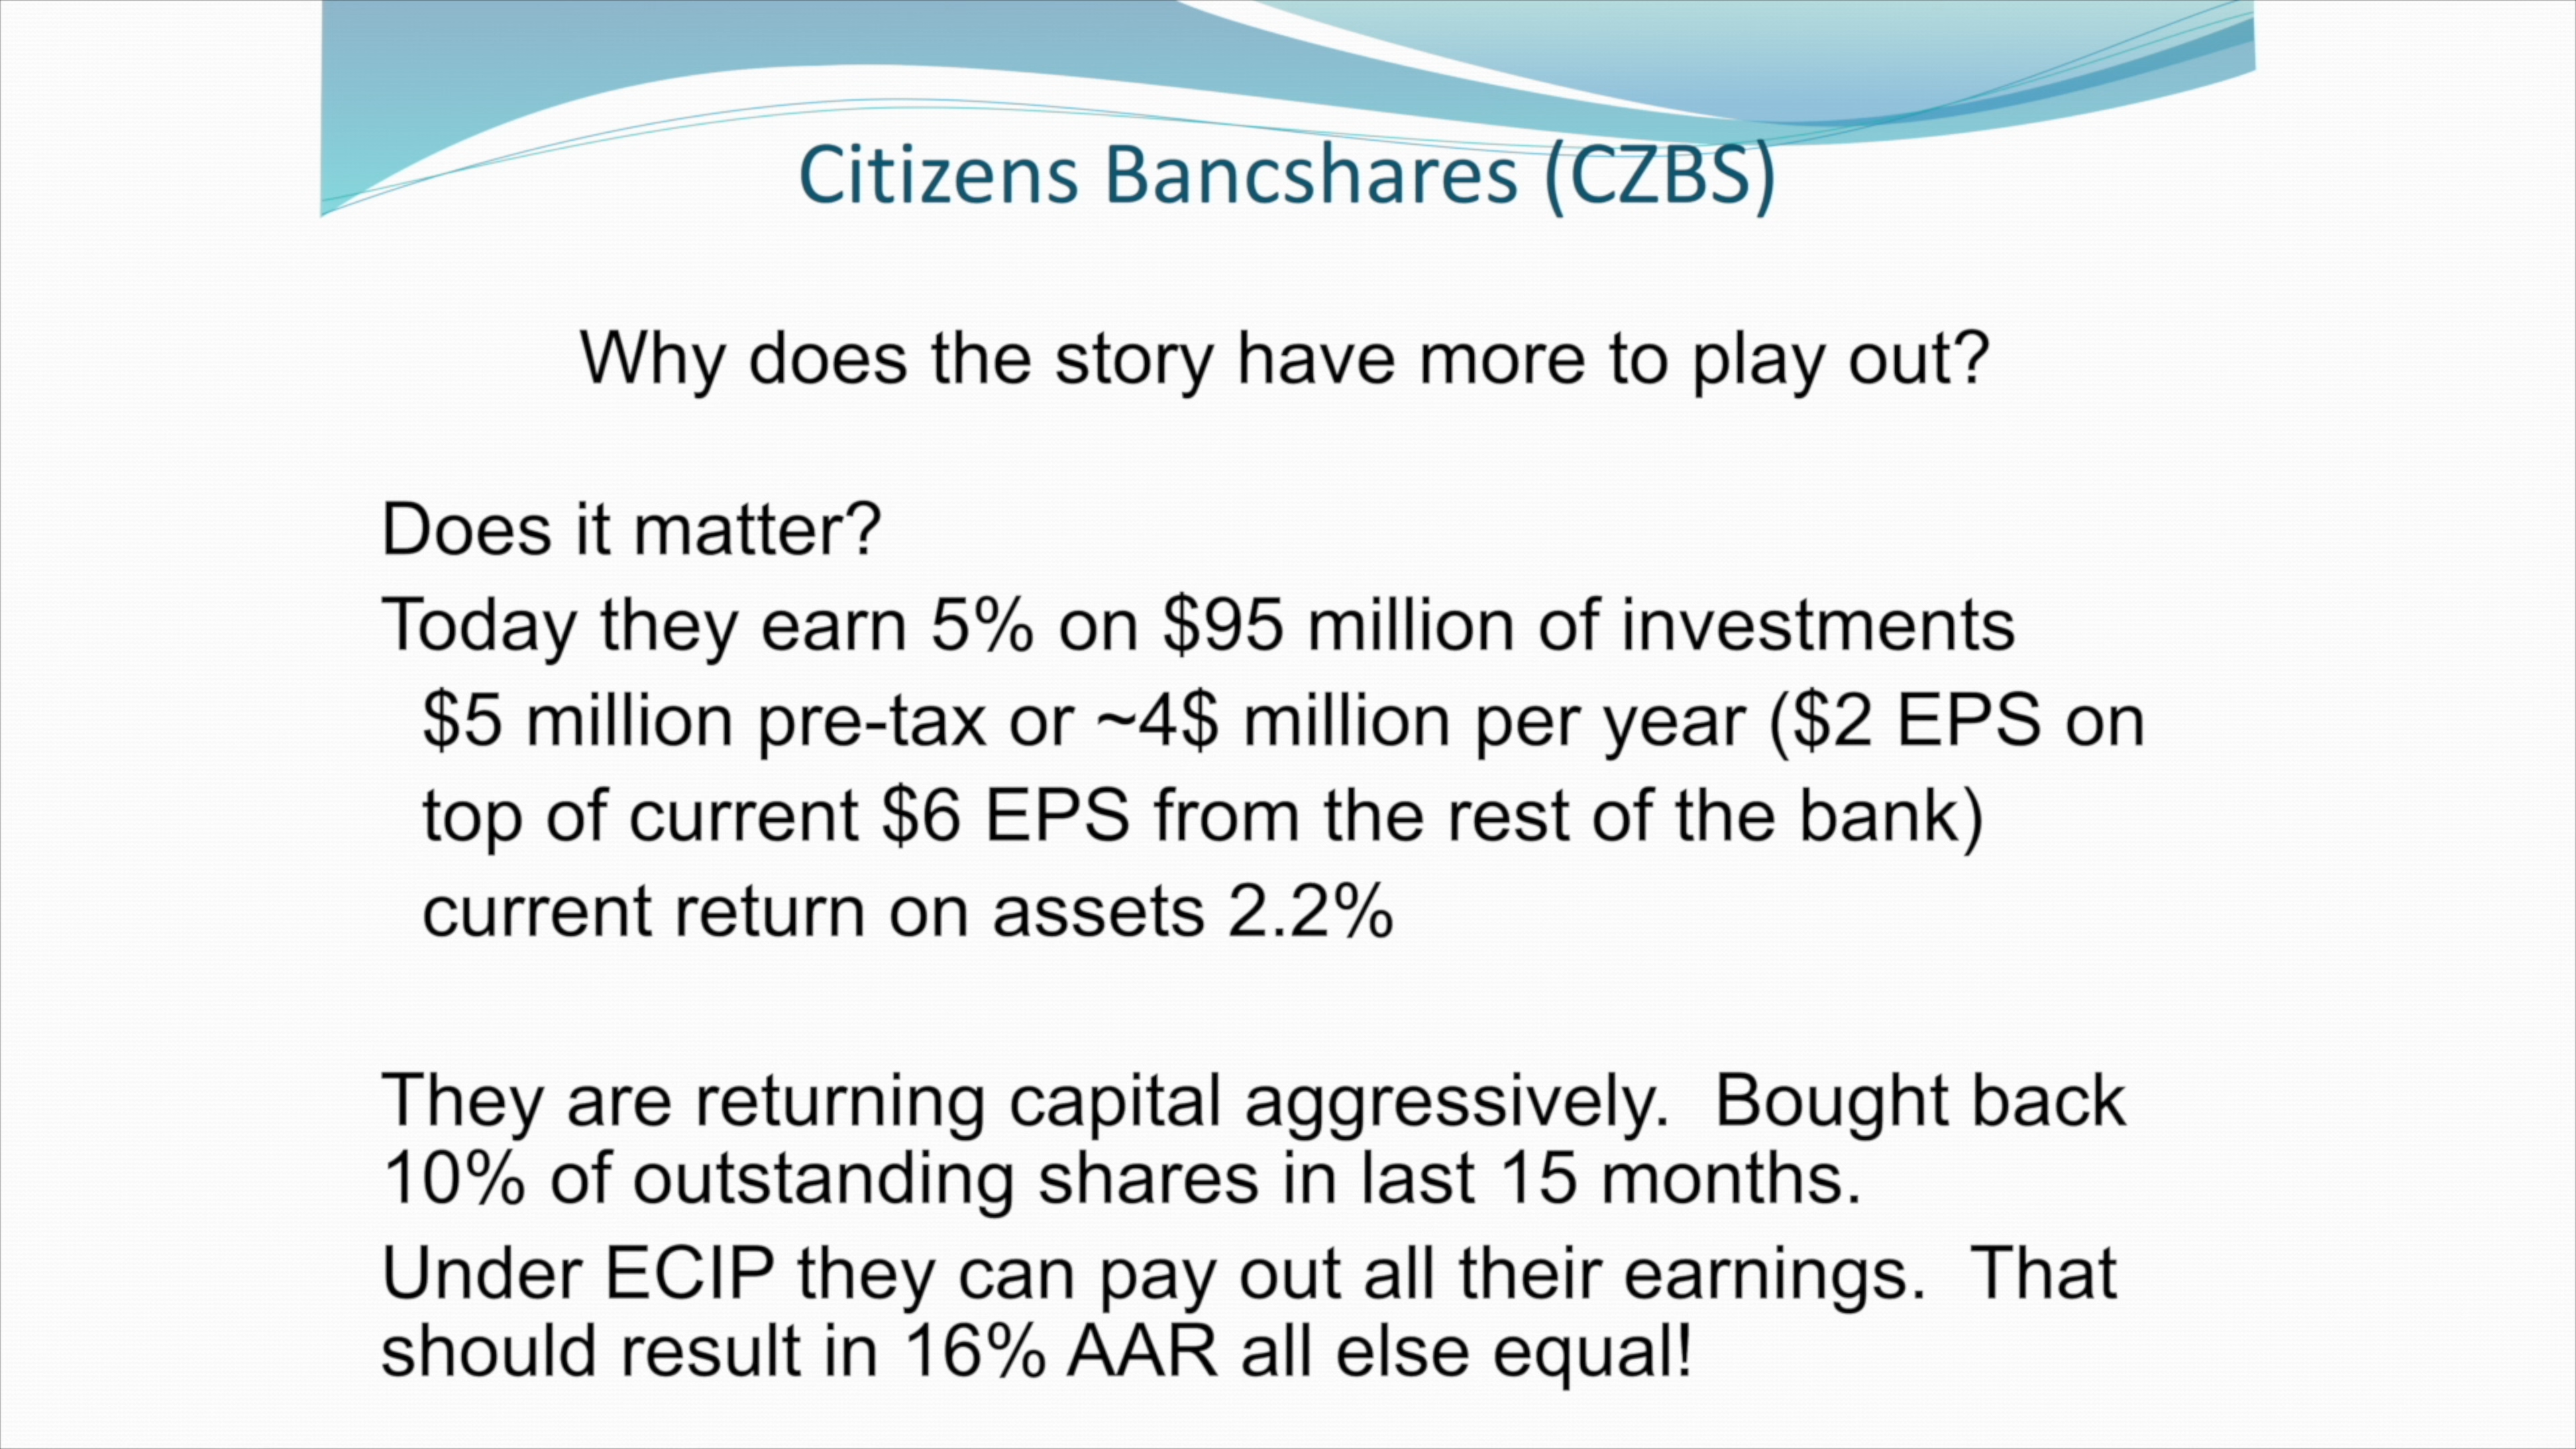 Citizens Bancshares (CZBS)
Why does the story have more to play out?
Does it matter?
Today they earn 5% on $95 million of investments
$5 million pre-tax or ~4$ million per year ($2 EPS on
top of current $6 EPS from the rest of the bank)
current return on assets 2.2%
They are returning capital aggressively.  Bought back
10% of outstanding shares in last 15 months.
Under ECIP they can pay out all their earnings.  That
should result in 16% AAR all else equal!